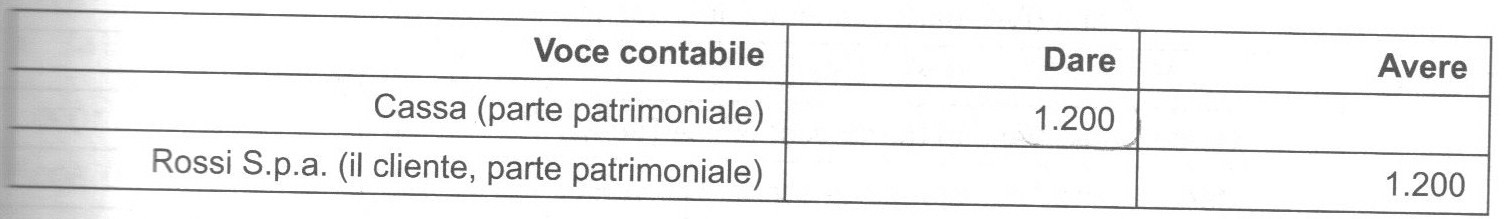 Voce contabile Dare Avere
Cassa (parte patrimoniale) 1.200
Rossi S.p.a. (il cliente, parte patrimoniale) 1.200